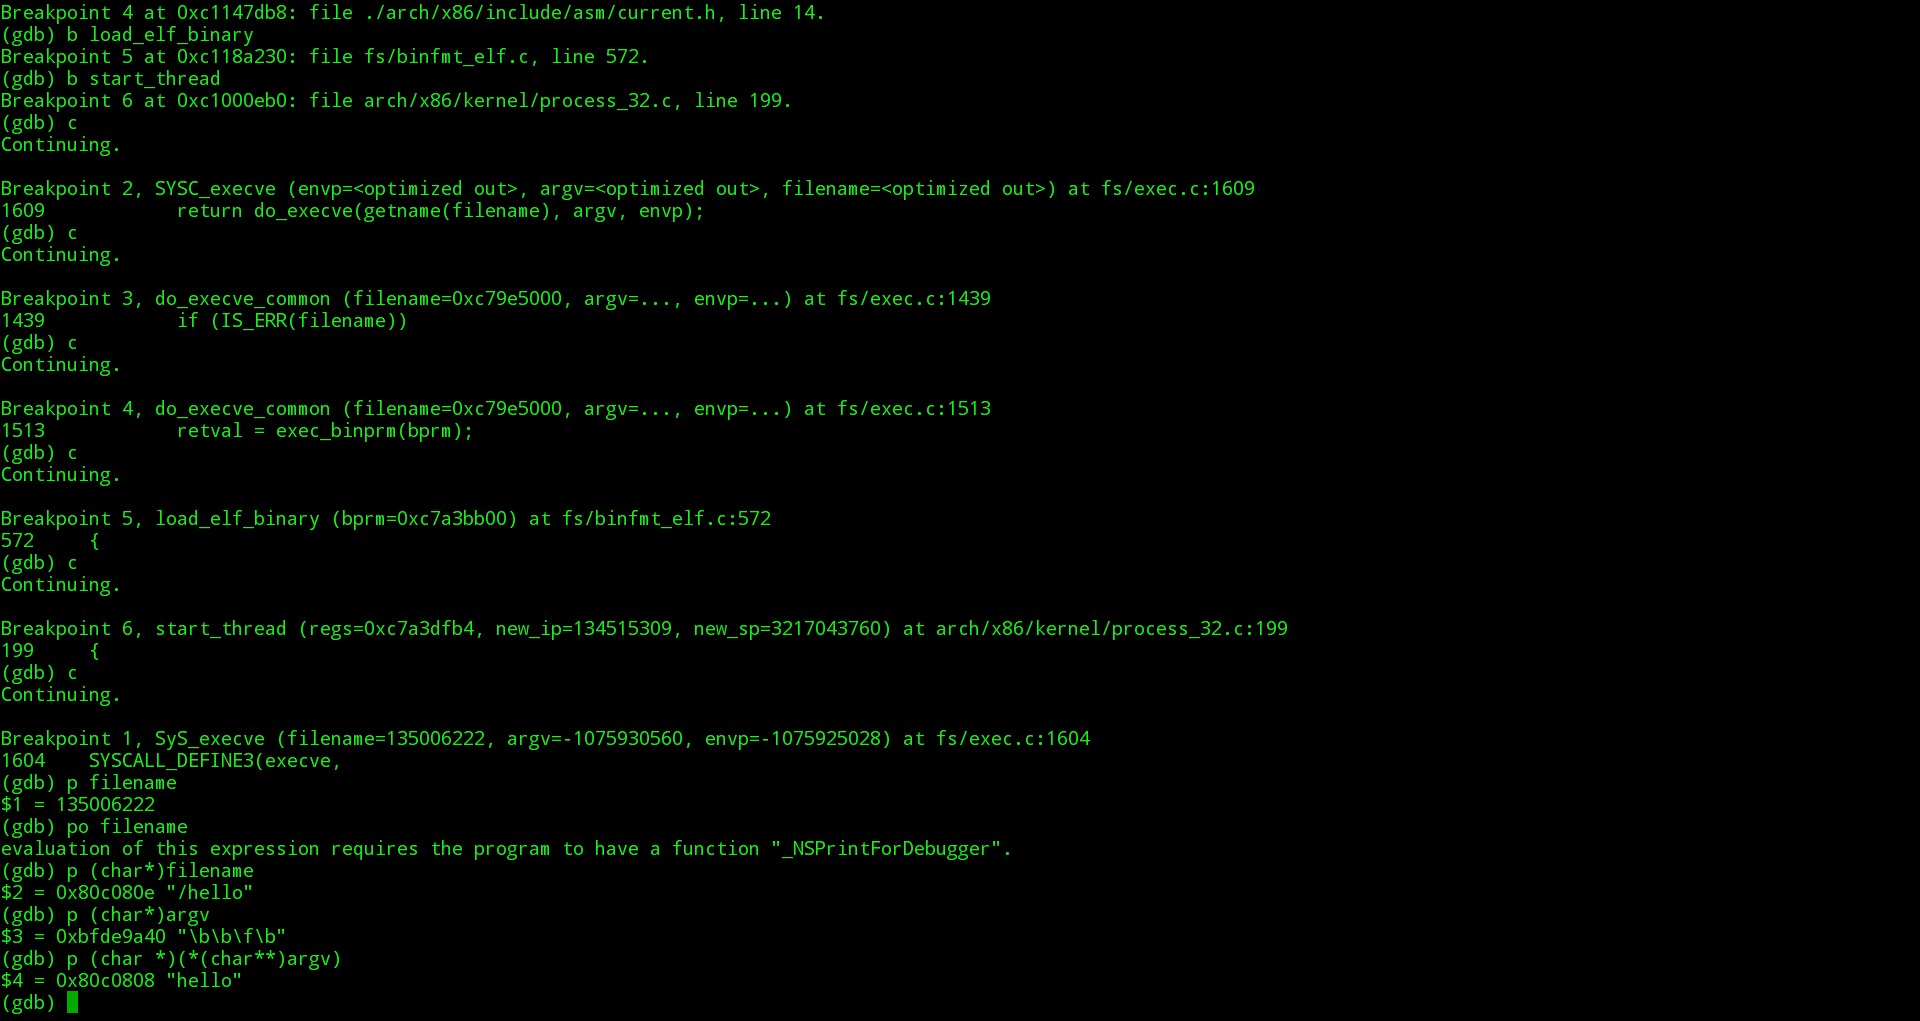 Breakpoint 4 at 0xc1147db8: file ./arch/x86/include/asm/current.h, line 14.
(gdb) b load_elf_binary
Breakpoint 5 at 0xc118a230: file fs/binfmt_elf.c, line 572.
(gdb) b start_thread
Breakpoint 6 at 0xc1000eb0: file arch/x86/kernel/process_32.c, line 199.
(gdb) c
Continuing.

Breakpoint 2, SYSC_execve (envp=<optimized out>, argv=<optimized out>, filename=<optimized out>) at fs/exec.c:1609
1609            return do_execve(getname(filename), argv, envp);
(gdb) c
Continuing.

Breakpoint 3, do_execve_common (filename=0xc79e5000, argv=..., envp=...) at fs/exec.c:1439
1439            if (IS_ERR(filename))
(gdb) c
Continuing.

Breakpoint 4, do_execve_common (filename=0xc79e5000, argv=..., envp=...) at fs/exec.c:1513
1513            retval = exec_binprm(bprm);
(gdb) c
Continuing.

Breakpoint 5, load_elf_binary (bprm=0xc7a3bb00) at fs/binfmt_elf.c:572
572     {
(gdb) c
Continuing.

Breakpoint 6, start_thread (regs=0xc7a3dfb4, new_ip=134515309, new_sp=3217043760) at arch/x86/kernel/process_32.c:199
199     {
(gdb) c
Continuing.

Breakpoint 1, SyS_execve (filename=135006222, argv=-1075930560, envp=-1075925028) at fs/exec.c:1604
1604    SYSCALL_DEFINE3(execve,
(gdb) p filename
$1 = 135006222
(gdb) po filename
evaluation of this expression requires the program to have a function "_NSPrintForDebugger".
(gdb) p (char*)filename
$2 = 0x80c080e "/hello"
(gdb) p (char*)argv
$3 = 0xbfde9a40 "\b\b\f\b"
(gdb) p (char *)(*(char**)argv)
$4 = 0x80c0808 "hello"
(gdb)